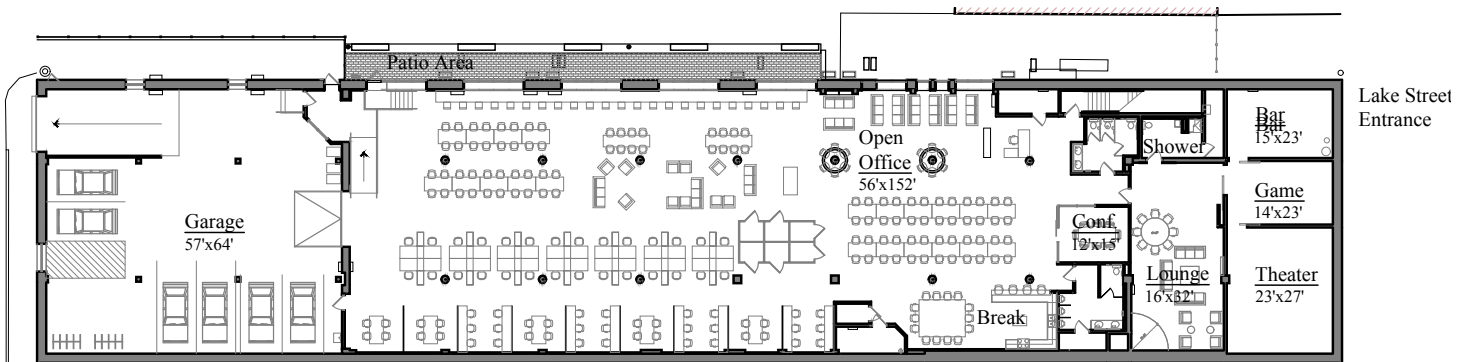 Patio Area
Lake Street
Entrance
Bar
Bar
15'x23'
Open
Office
56'x152'
Shower
Garage
57'x64'
Game
14'x23'
Conf.
12'x15'
Lounge
16'x32'
Theater
23'x27'
Break